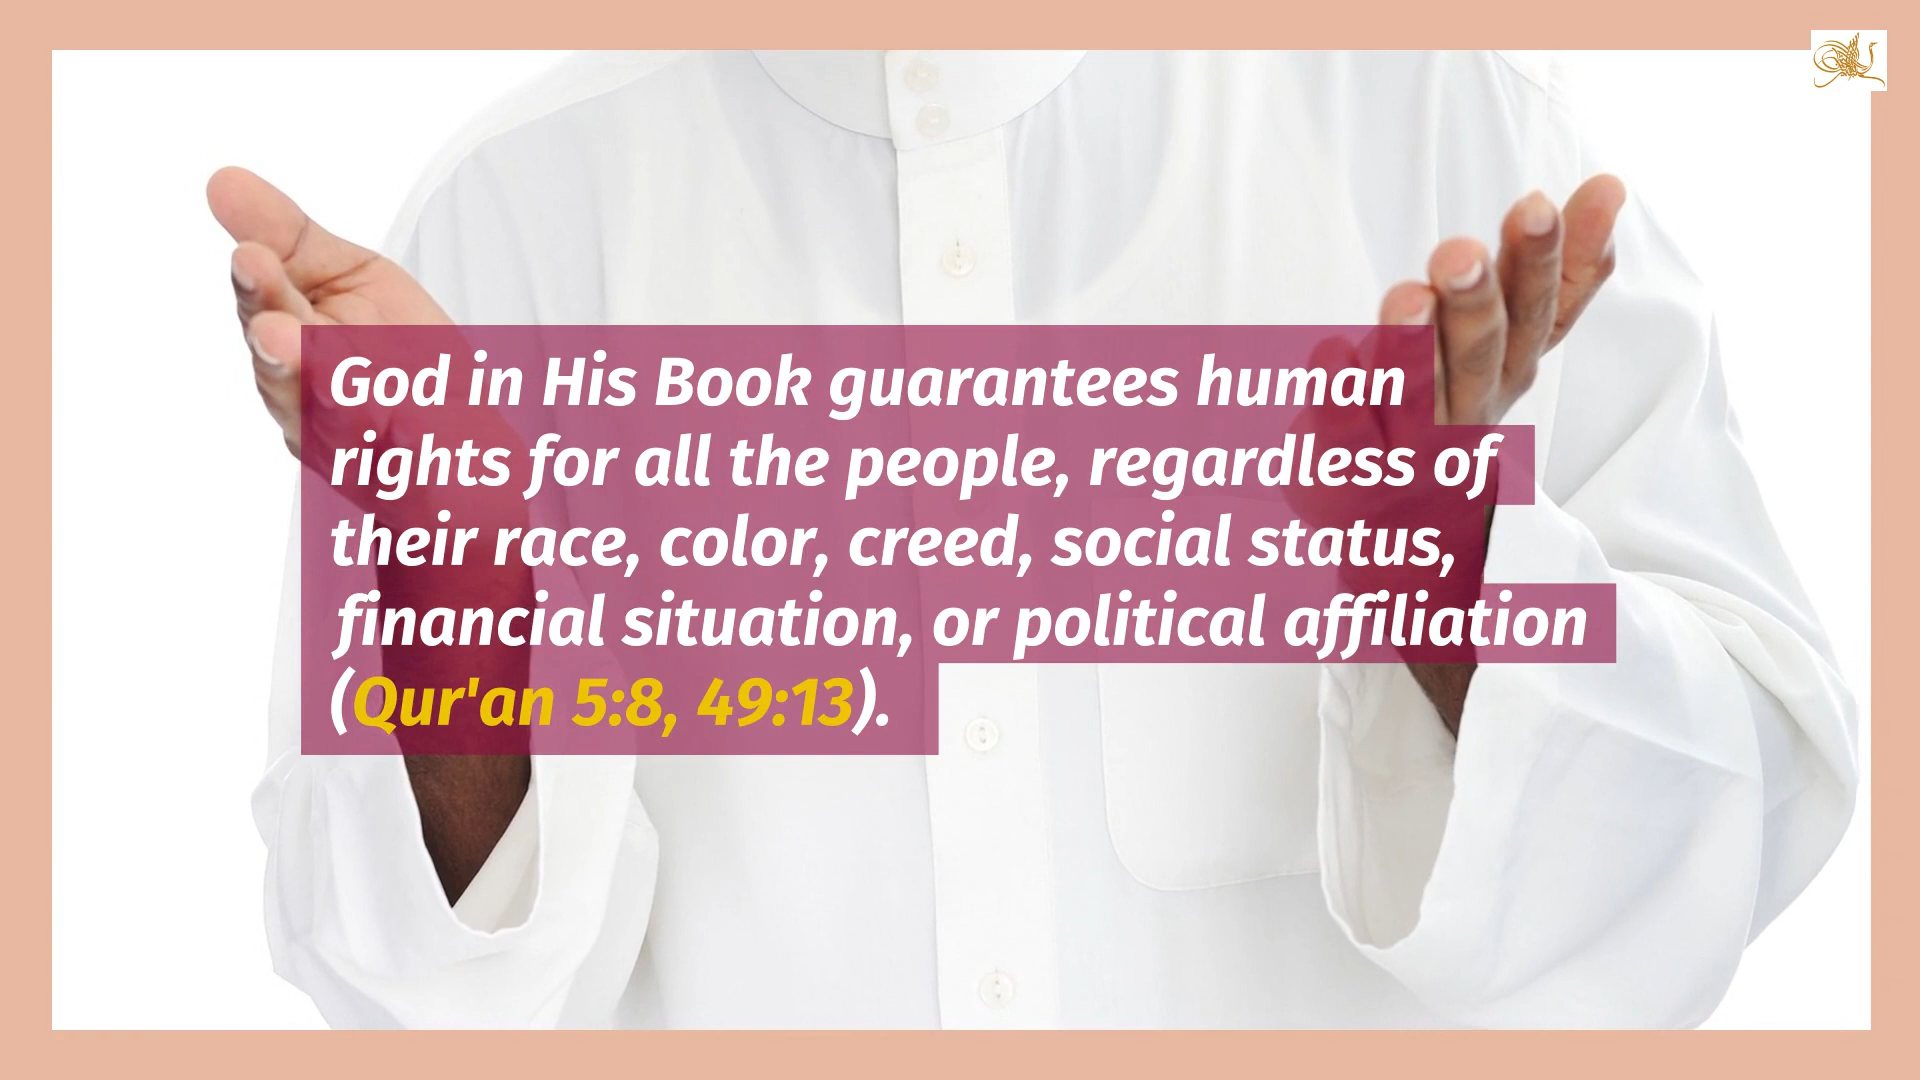 God in His Book guarantees human
rights for all the people, regardless of
their race, color, creed, social status,
financial situation, or political affiliation
(Qur'an 5:8, 49:13).